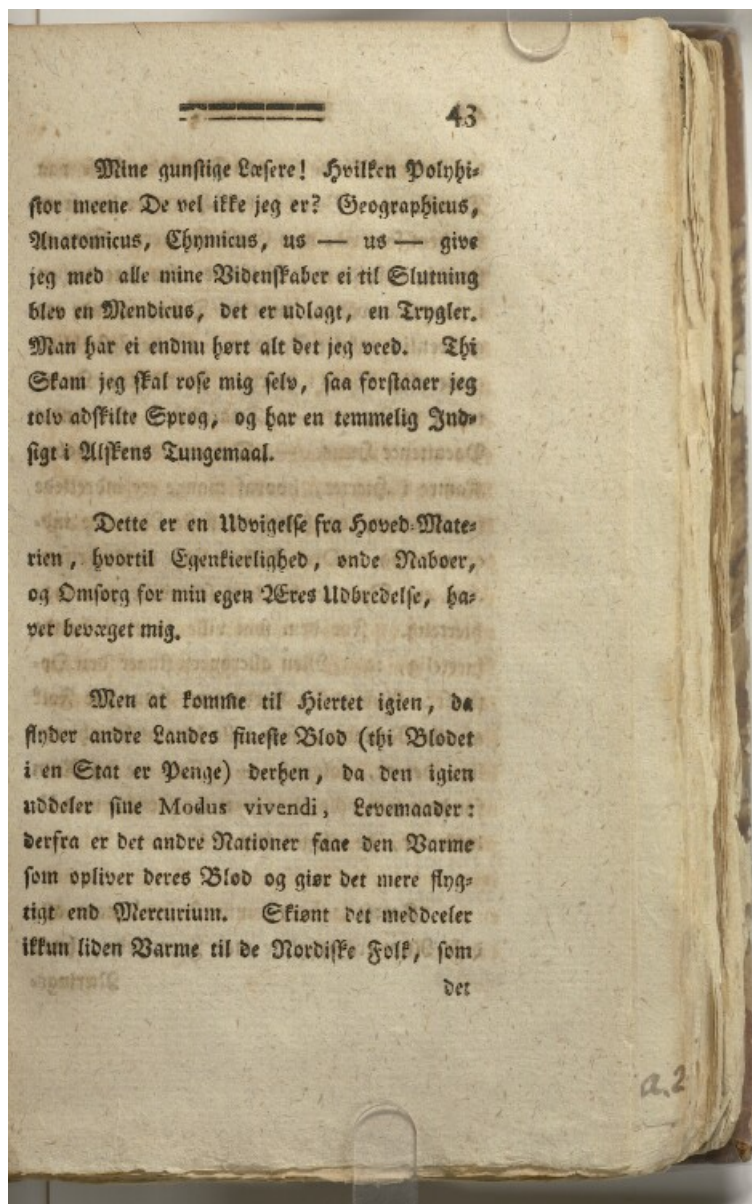 43
Mine gunstige Læsere! Hvilken Polyhi-
stor meene De vel ikke jeg er? Geographicus,
Anatomicus, Chymicus, us — us — give
jeg med alle mine Videnskaber ei til Slutning
blev en Mendicus, det er udlagt, en Trygler.
Man har ei endnu hørt alt det jeg veed. Thi
Skam jeg skal rose mig selv, saa forstaaer jeg
tolv adskilte Sprog, og har en temmelig Ind-
sigt i Alskens Tungemaal.
Dette er en Udvigelse fra Hoved-Mate-
rien, hvortil Egenkierlighed, onde Naboer,
og Omsorg for min egen Æres Udbredelse, ha-
ver bevæget mig.
Men at komme til Hiertet igien, da
flyder andre Landes fineste Blod (thi Blodet
i en Stat er Penge) derhen, da den igien
uddeler sine Modus vivendi, Levemaader:
derfra er det andre Nationer faae den Varme
som opliver deres Blod og giør det mere flyg-
tigt end Mercurium. Skiønt det meddeeler
ikkun liden Varme til de Nordiske Folk, som
det
a.2